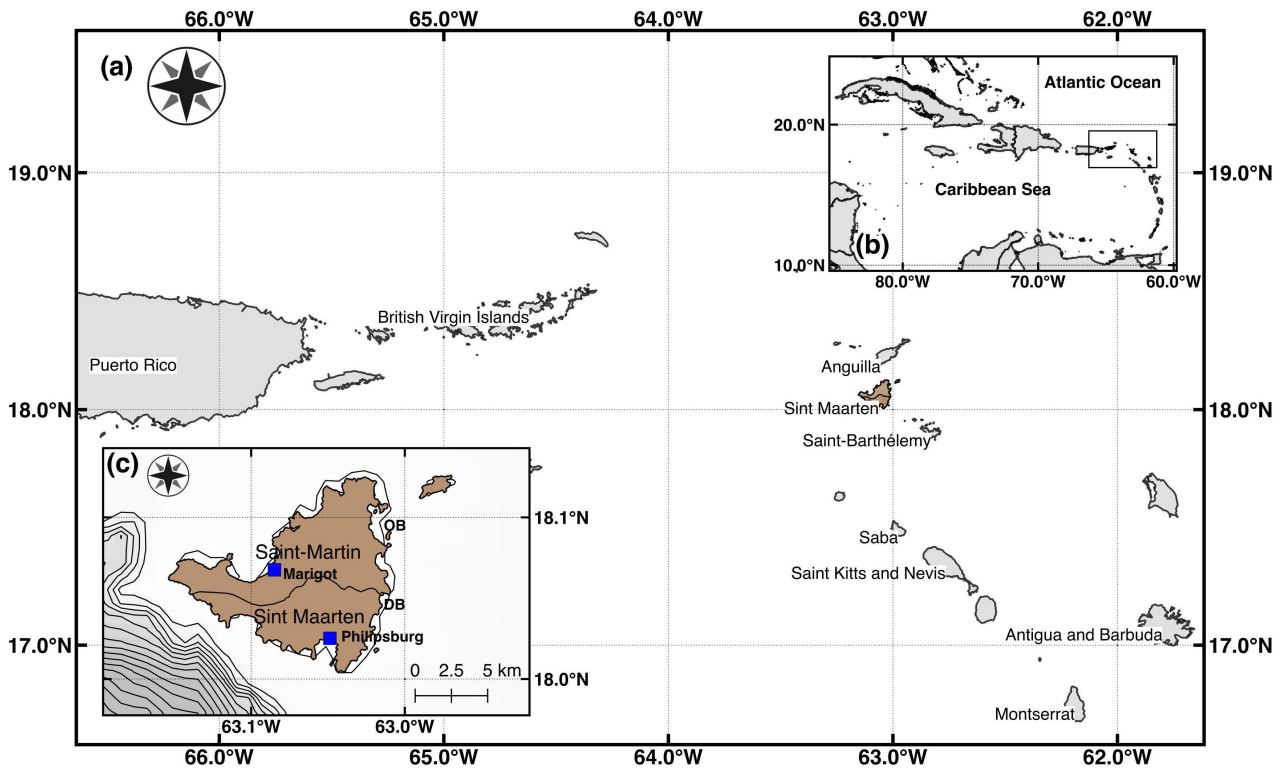 66.0°W 65.0°W 64.0°W 63.0°W 62.0°W
(a)
Atlantic Ocean
20.0°N
19.0°N
19.0°N
Caribbean Sea
(b)
10.0°N
80.0°W 70.0°W 60.0°W
British Virgin Islands
Puerto Rico
Anguilla
18.0°N
Sint Maarten
18.0°N
Saint-Barthélemy
(c)
18.1°N
OB
Saint-Martin
Marigot
DB
Sint Maarten
Philipsburg
0 2.5 5 km
18.0°N
63.1°W 63.0°W
Saba
Saint Kitts and Nevis
Antigua and Barbuda
17.0°N
17.0°N
Montserrat
66.0°W 65.0°W 64.0°W 63.0°W 62.0°W